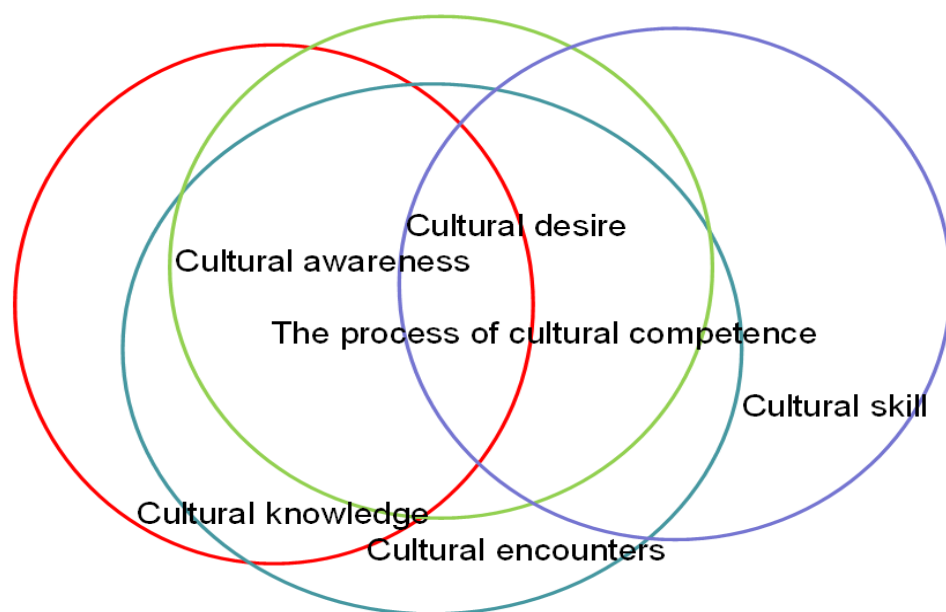 Cultural desire
Cultural awareness
The process of cultural competence
Cultural skill
Cultural knowledge
Cultural encounters